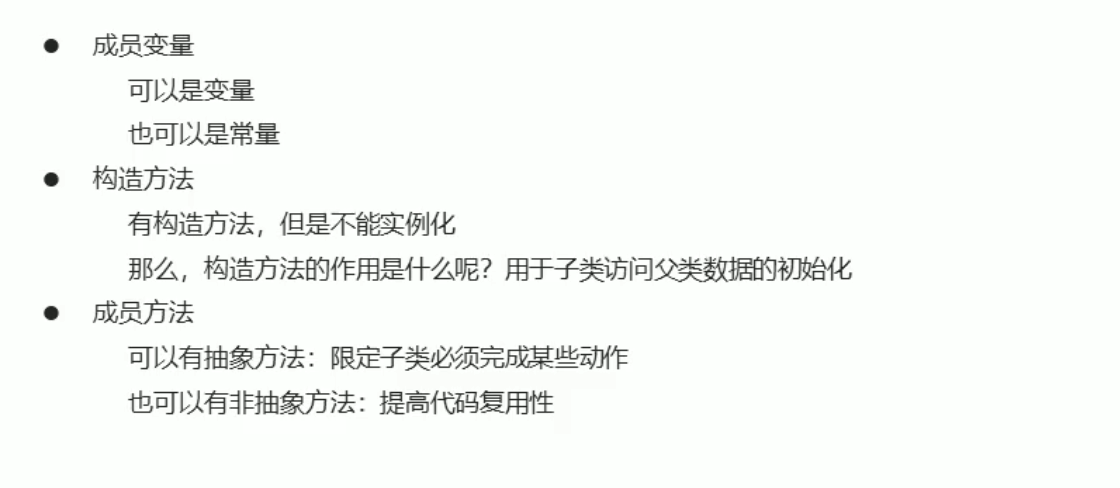 ● 成员变量
可以是变量
也可以是常量
● 构造方法
有构造方法，但是不能实例化
那么，构造方法的作用是什么呢？用于子类访问父类数据的初始化
● 成员方法
可以有抽象方法：限定子类必须完成某些动作
也可以有非抽象方法：提高代码复用性